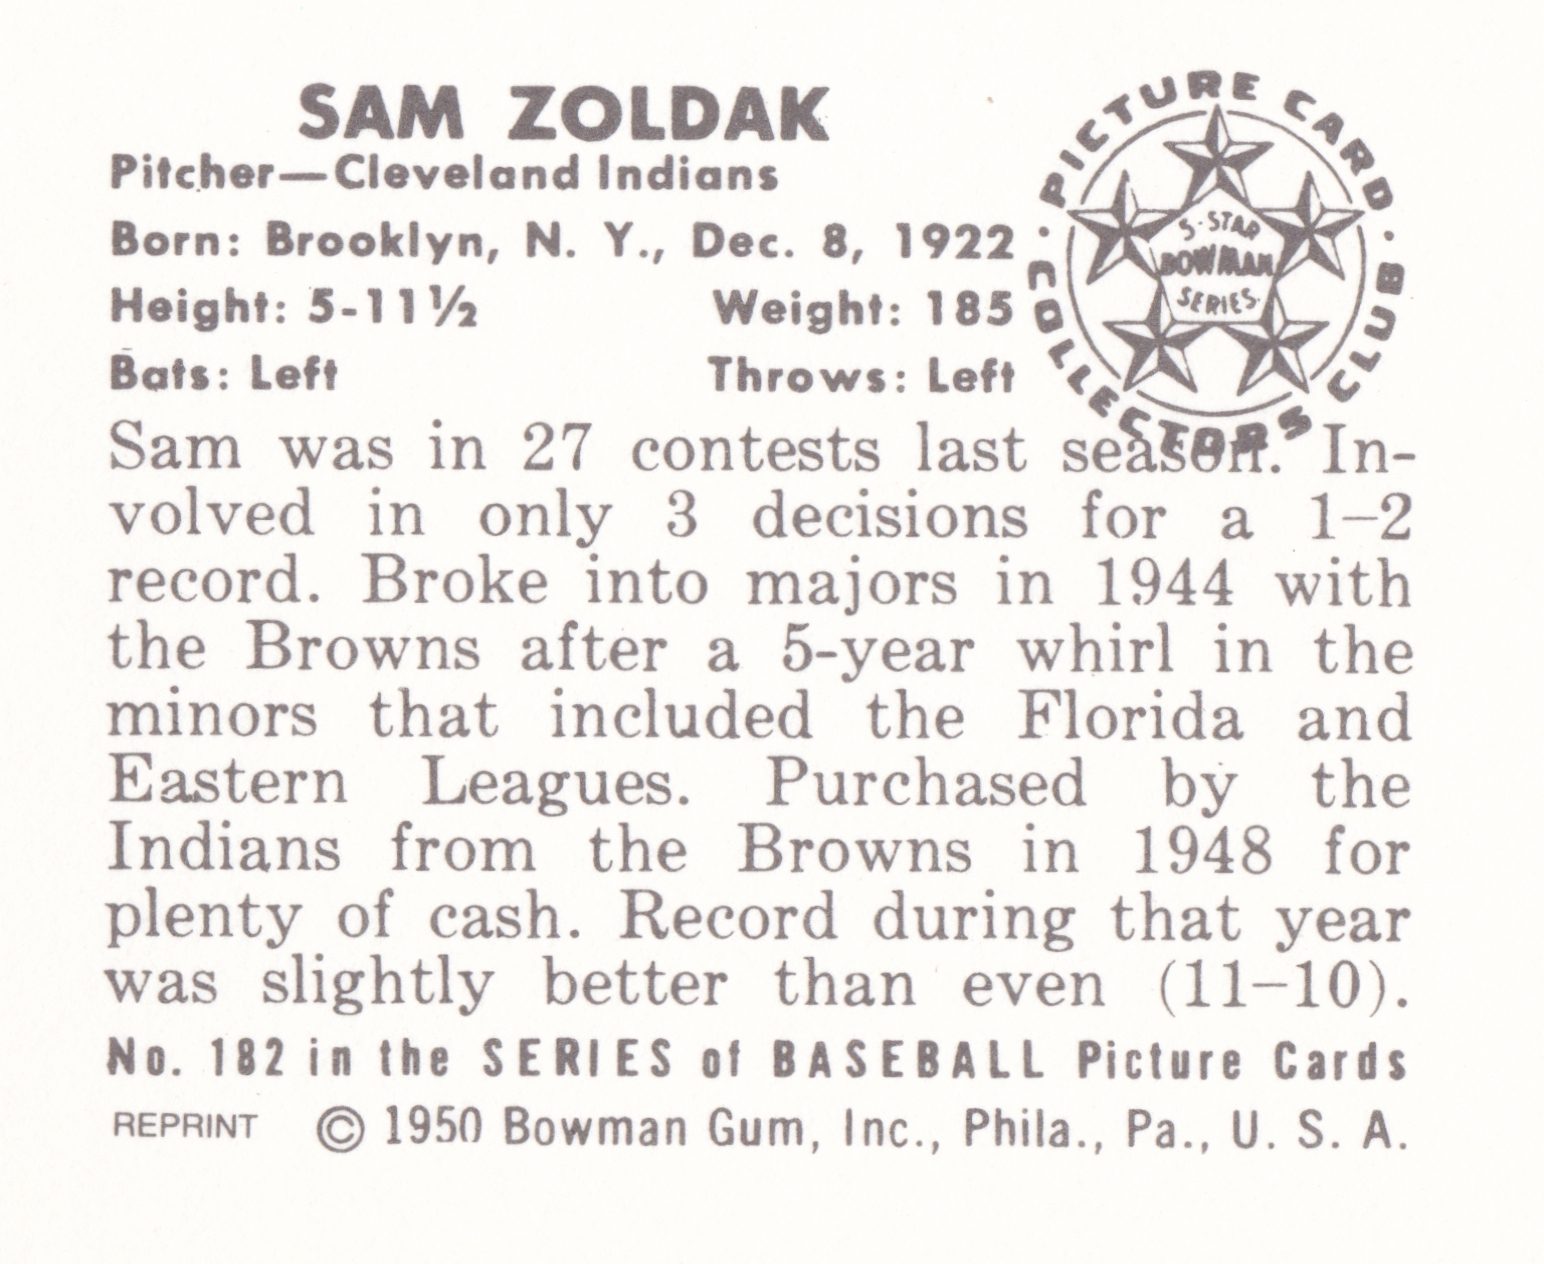 SAM ZOLDAK
Pitcher—Cleveland Indians
Born: Brooklyn, N. Y., Dec. 8, 1922
Height: 5-11½ Weight: 185
Bats: Left Throws: Left
PICTURE CARD · COLLECTORS CLUB ·
5-STAR
BOWMAN
SERIES·
Sam was in 27 contests last season. In-
volved in only 3 decisions for a 1–2
record. Broke into majors in 1944 with
the Browns after a 5-year whirl in the
minors that included the Florida and
Eastern Leagues. Purchased by the
Indians from the Browns in 1948 for
plenty of cash. Record during that year
was slightly better than even (11–10).
No. 182 in the SERIES of BASEBALL Picture Cards
REPRINT © 1950 Bowman Gum, Inc., Phila., Pa., U. S. A.